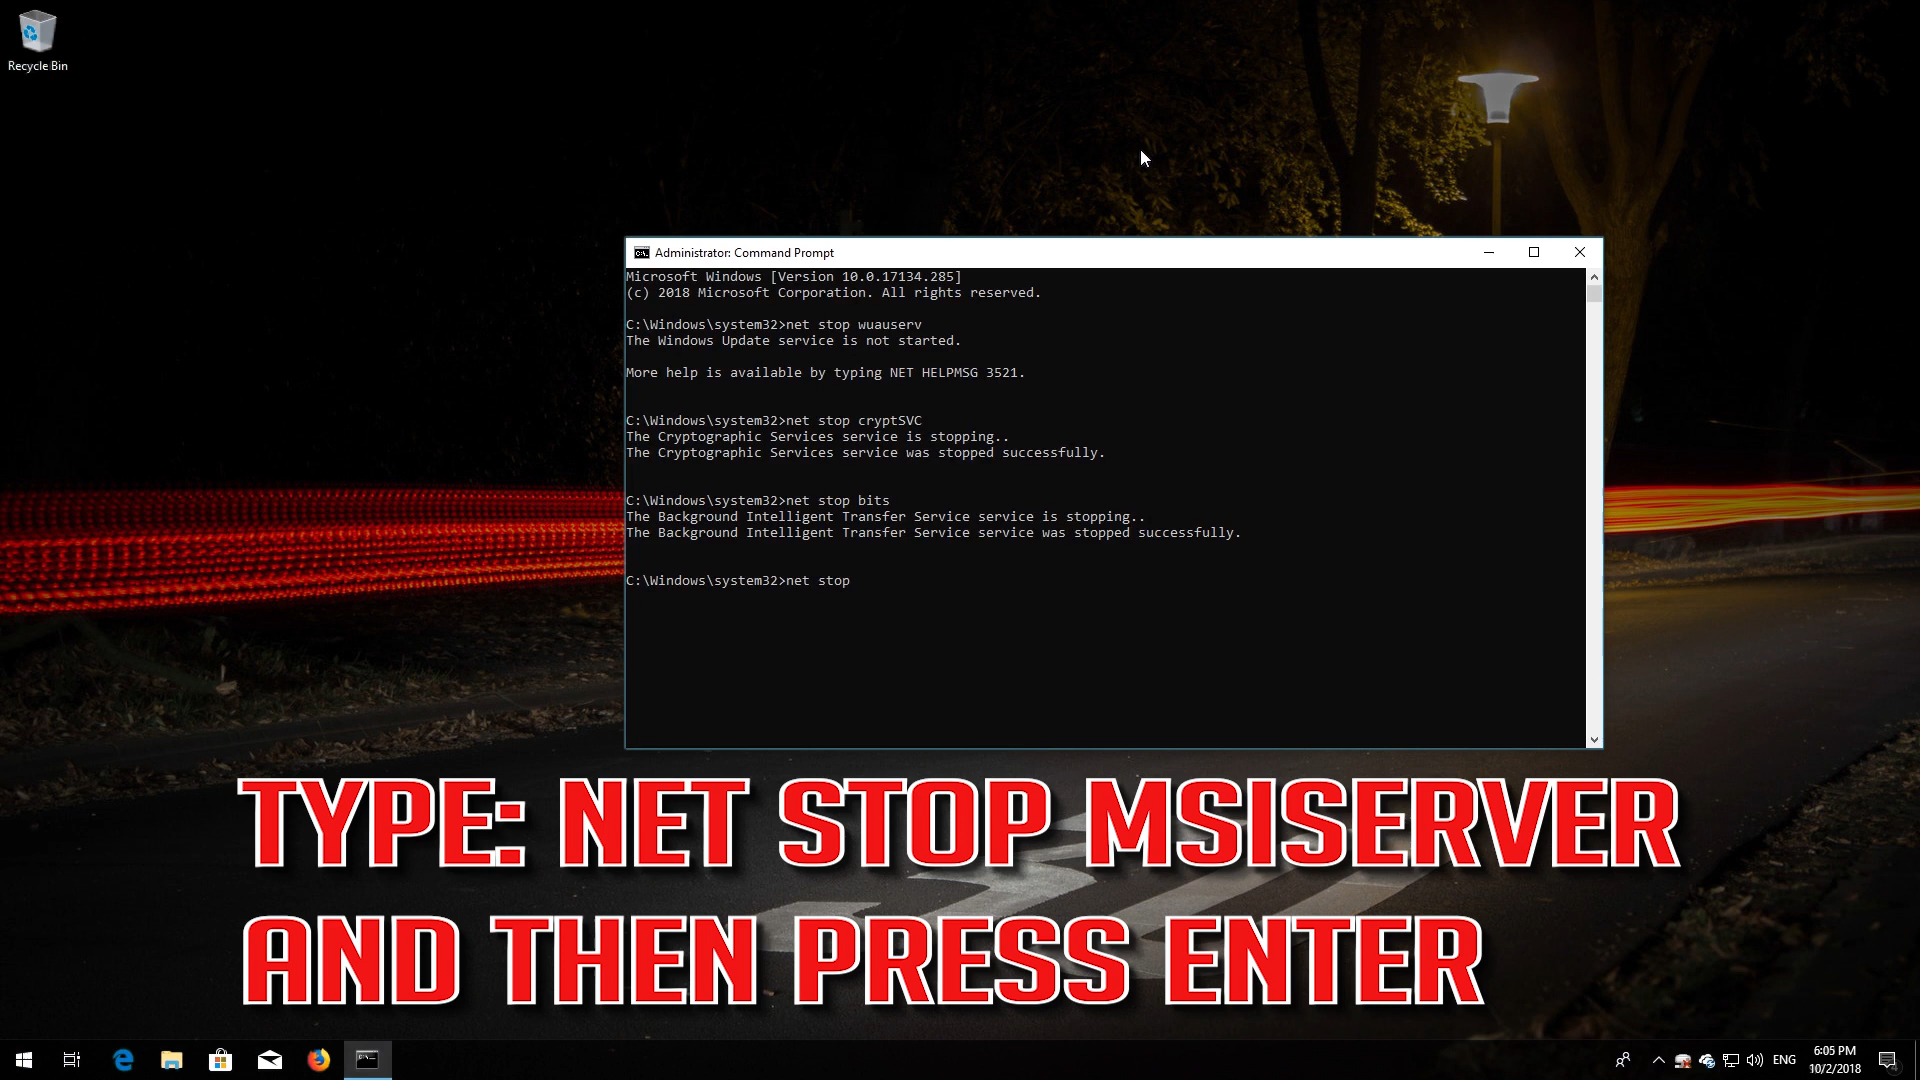 Recycle Bin
Administrator: Command Prompt
Microsoft Windows [Version 10.0.17134.285]
(c) 2018 Microsoft Corporation. All rights reserved.
C:\Windows\system32>net stop wuauserv
The Windows Update service is not started.
More help is available by typing NET HELPMSG 3521.
C:\Windows\system32>net stop cryptSVC
The Cryptographic Services service is stopping..
The Cryptographic Services service was stopped successfully.
C:\Windows\system32>net stop bits
The Background Intelligent Transfer Service service is stopping..
The Background Intelligent Transfer Service service was stopped successfully.
C:\Windows\system32>net stop
TYPE: NET STOP MSISERVER
AND THEN PRESS ENTER
ENG
6:05 PM
10/2/2018